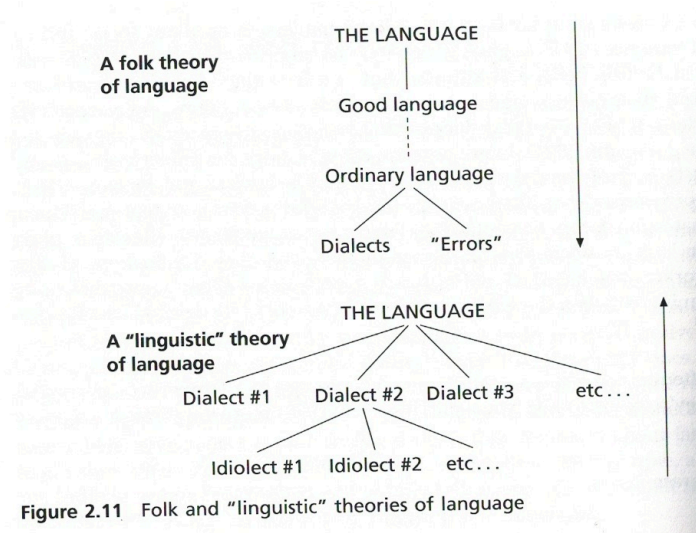 THE LANGUAGE
A folk theory
of language
Good language
Ordinary language
Dialects "Errors"
THE LANGUAGE
A "linguistic" theory
of language
Dialect #1 Dialect #2 Dialect #3 etc...
Idiolect #1 Idiolect #2 etc...
Figure 2.11 Folk and "linguistic" theories of language